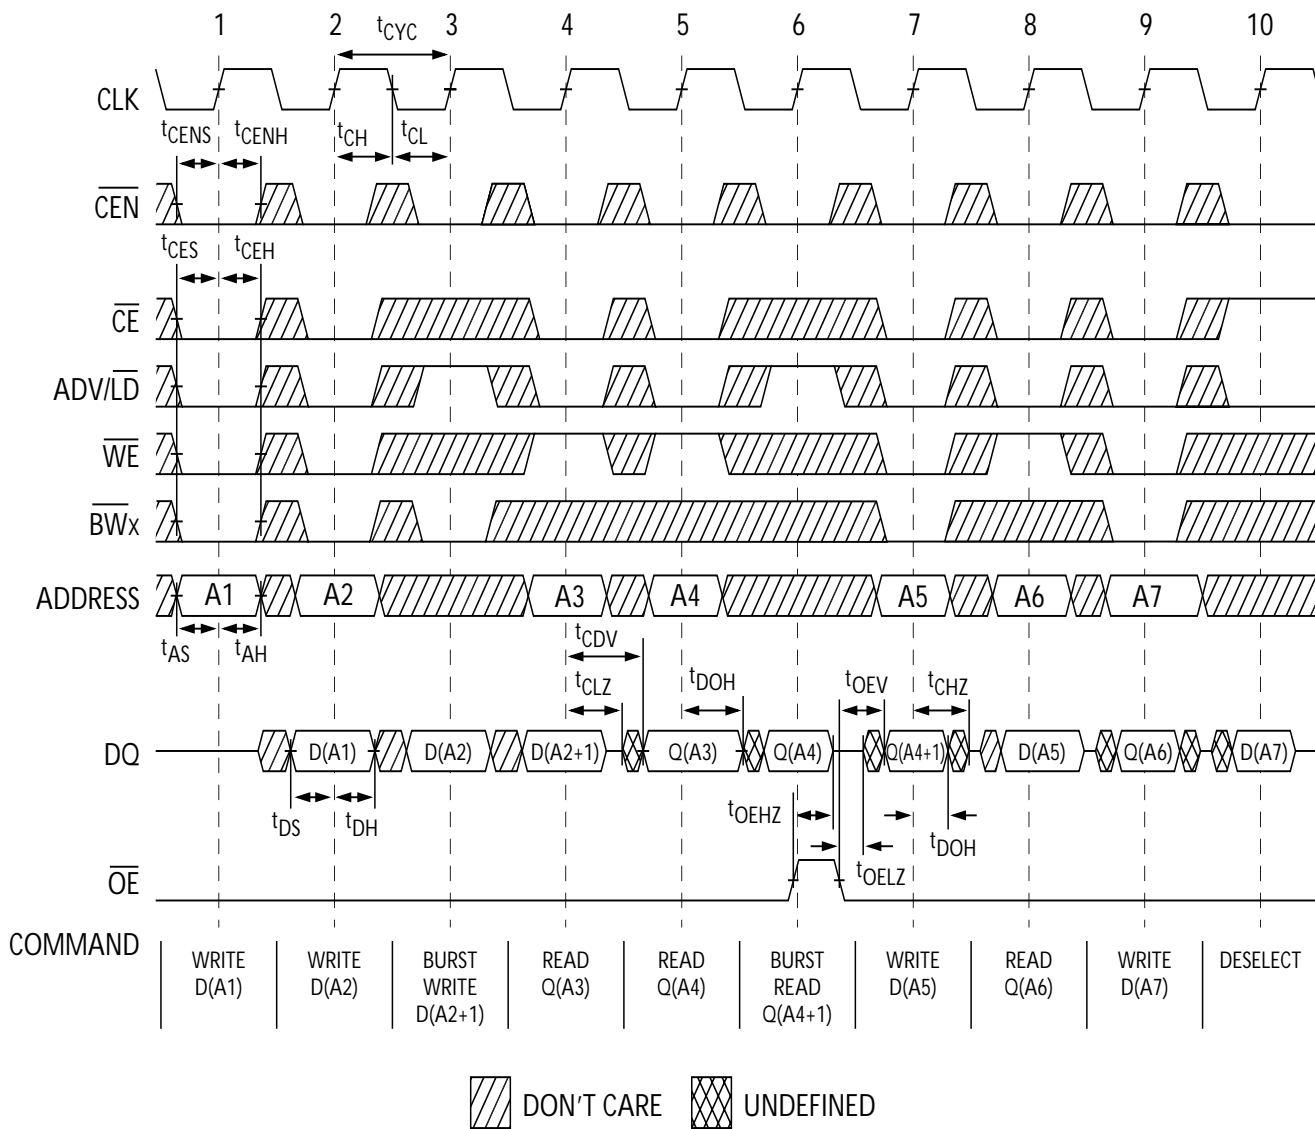 1 2 3 4 5 6 7 8 9 10
tCYC
CLK
tCENS tCENH tCH tCL
CEN
tCES tCEH
CE
ADV/LD
WE
BWx
ADDRESS A1 A2 A3 A4 A5 A6 A7
tAS tAH tCDV
tCLZ tDOH tOEV tCHZ
DQ D(A1) D(A2) D(A2+1) Q(A3) Q(A4) Q(A4+1) D(A5) Q(A6) D(A7)
tDS tDH tOEHZ tDOH
tOELZ
OE
COMMAND
WRITE
D(A1)
WRITE
D(A2)
BURST
WRITE
D(A2+1)
READ
Q(A3)
READ
Q(A4)
BURST
READ
Q(A4+1)
WRITE
D(A5)
READ
Q(A6)
WRITE
D(A7)
DESELECT
DON'T CARE UNDEFINED